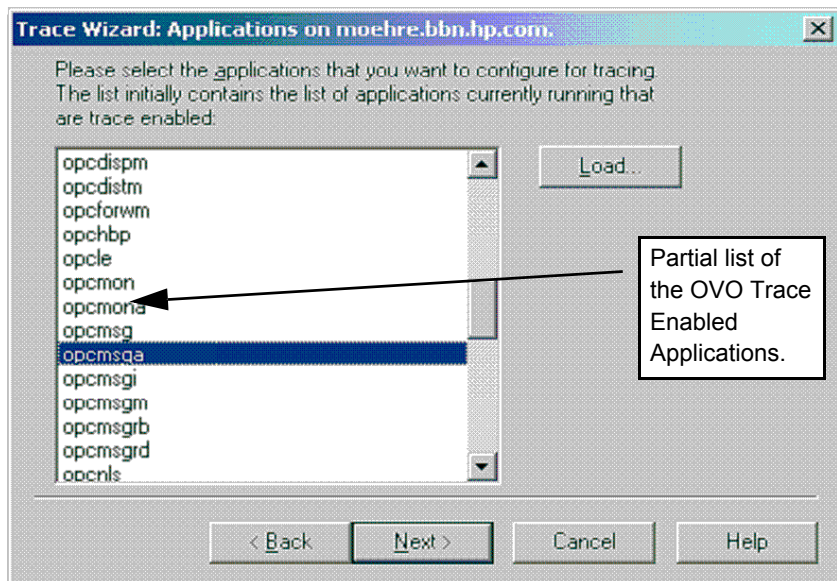 Trace Wizard: Applications on moehre.bbn.hp.com.
Please select the applications that you want to configure for tracing.
The list initially contains the list of applications currently running that
are trace enabled:
opcdispm
opcdistm
opcforwm
opchbp
opcle
opcmon
opcmona
opcmsg
opcmsga
opcmsgi
opcmsgm
opcmsgrb
opcmsgrd
opcnls
Load...
Partial list of
the OVO Trace
Enabled
Applications.
< Back
Next >
Cancel
Help